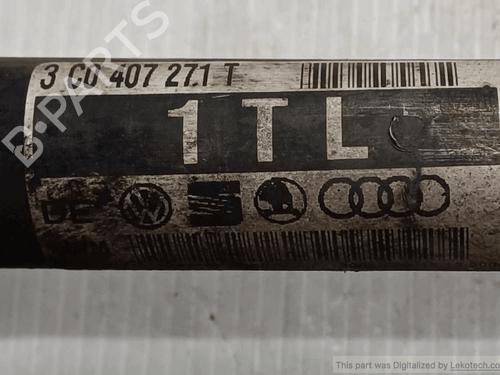 3 C0 407 271 T
1 T L
DE
B-PARTS
This part was Digitalized by Lekotech.com